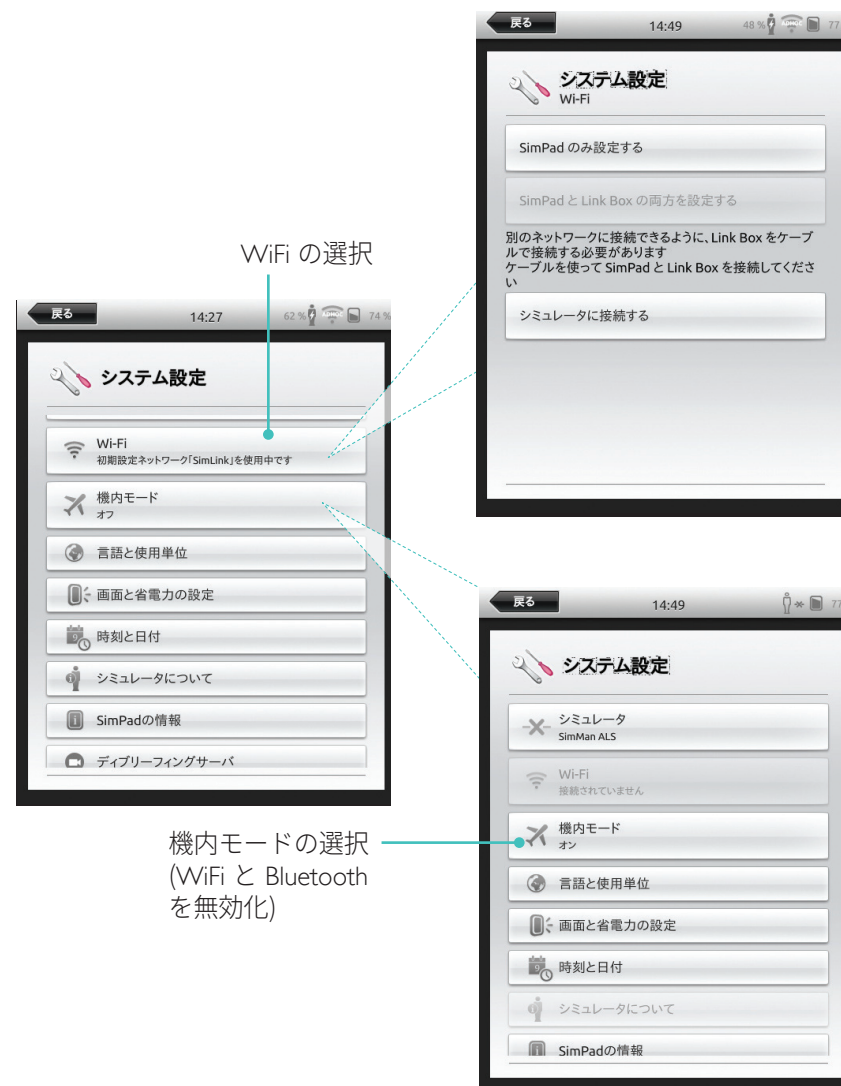 戻る
14:49
48 %
ADHOC
77
システム設定
Wi-Fi
SimPad のみ設定する
SimPad と Link Box の両方を設定する
別のネットワークに接続できるように、Link Box をケーブ
ルで接続する必要があります
ケーブルを使って SimPad と Link Box を接続してくださ
い
シミュレータに接続する
WiFi の選択
戻る
14:27
62 %
ADHOC
74 %
システム設定
Wi-Fi
初期設定ネットワーク「SimLink」を使用中です
機内モード
オフ
言語と使用単位
画面と省電力の設定
時刻と日付
シミュレータについて
SimPadの情報
ディブリーフィングサーバ
機内モードの選択
(WiFi と Bluetooth
を無効化)
戻る
14:49
77
システム設定
シミュレータ
SimMan ALS
Wi-Fi
接続されていません
機内モード
オン
言語と使用単位
画面と省電力の設定
時刻と日付
シミュレータについて
SimPadの情報